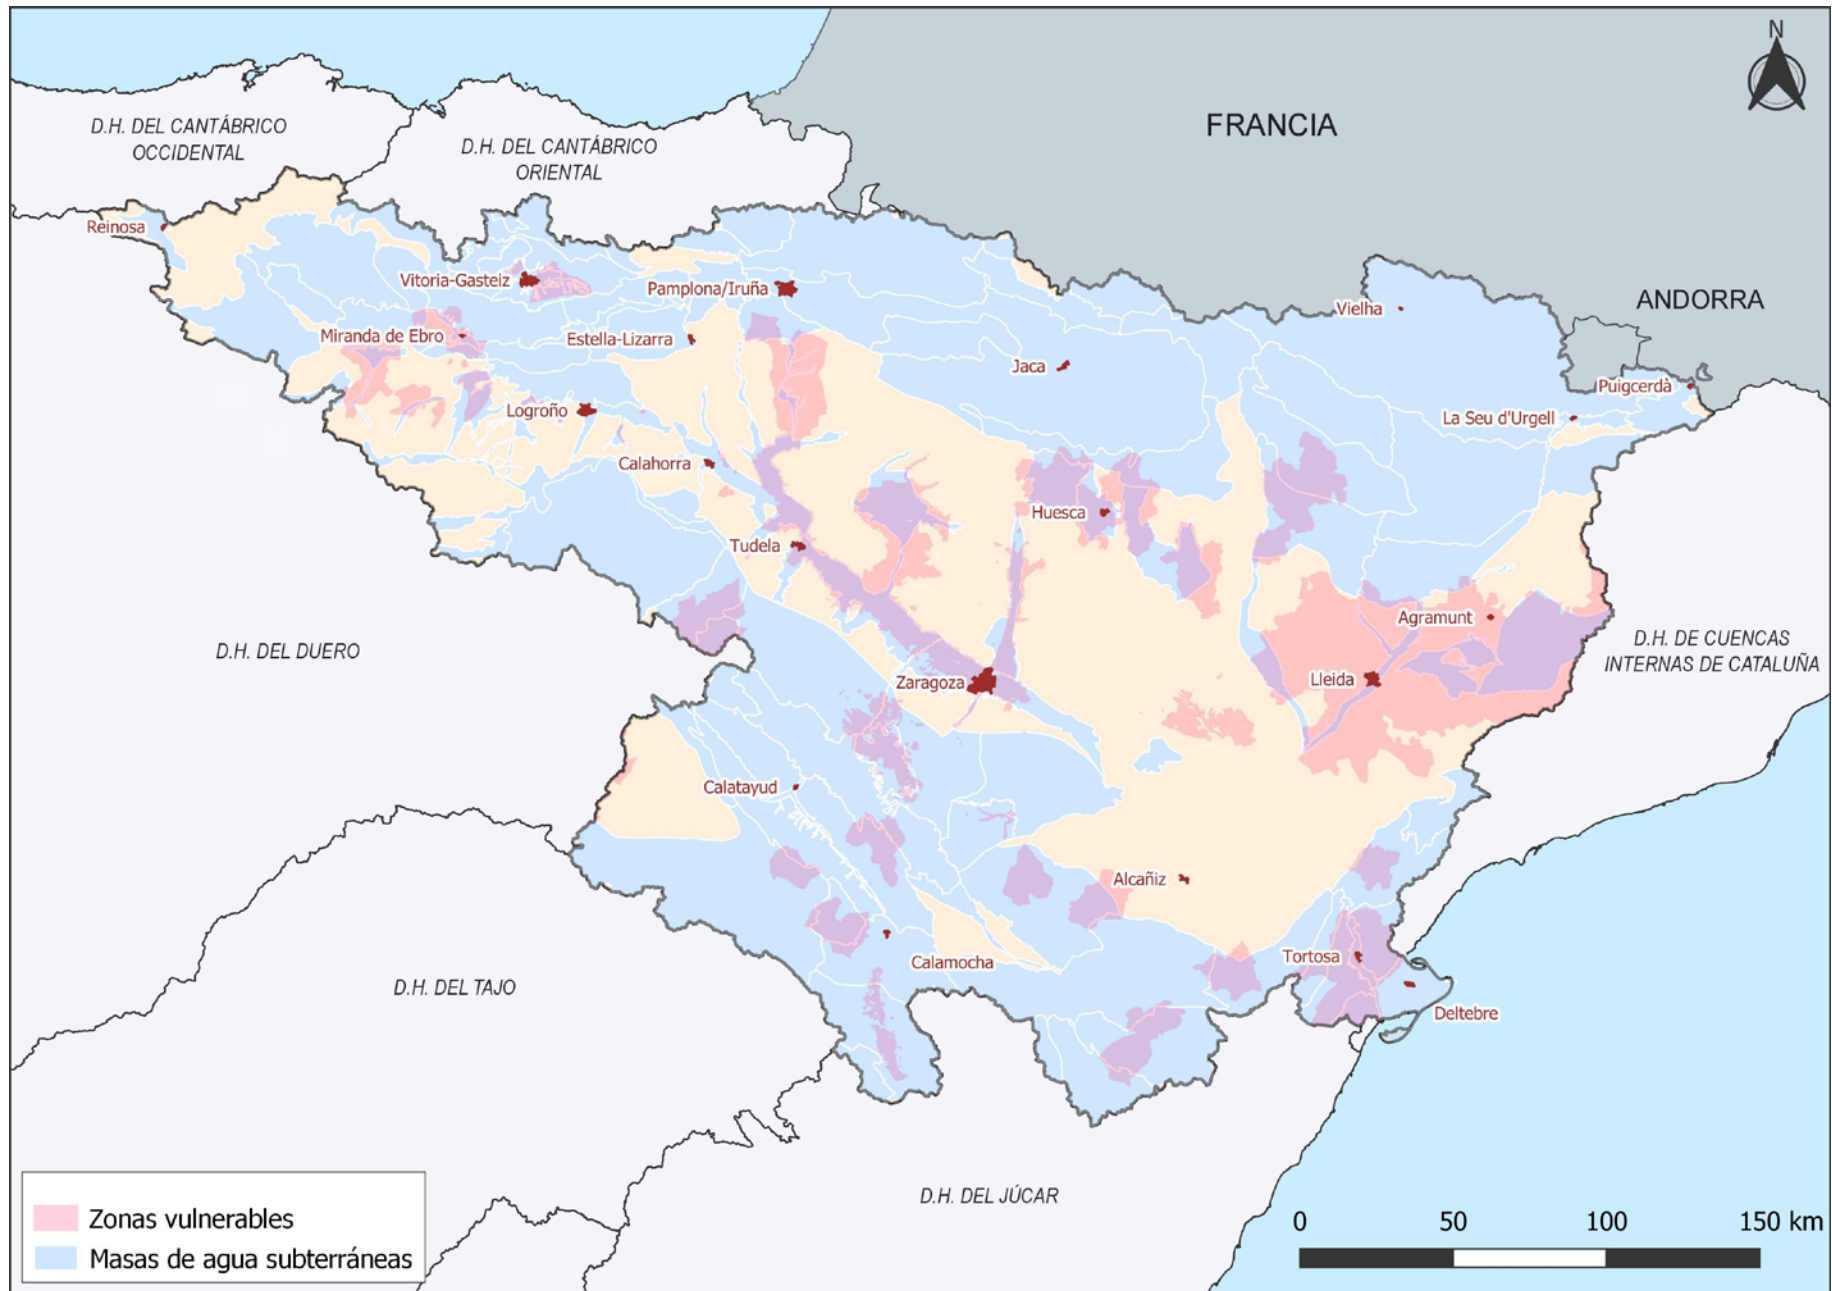 N
FRANCIA
D.H. DEL CANTÁBRICO
OCCIDENTAL
D.H. DEL CANTÁBRICO
ORIENTAL
Reinosa
Vitoria-Gasteiz
Pamplona/Iruña
ANDORRA
Vielha
Miranda de Ebro
Estella-Lizarra
Jaca
Puigcerdà
Logroño
La Seu d'Urgell
Calahorra
Huesca
Tudela
Agramunt
D.H. DEL DUERO
D.H. DE CUENCAS
INTERNAS DE CATALUÑA
Zaragoza
Lleida
Calatayud
Alcañiz
Calamocha
Tortosa
D.H. DEL TAJO
Deltebre
D.H. DEL JÚCAR
Zonas vulnerables
Masas de agua subterráneas
0 50 100 150 km